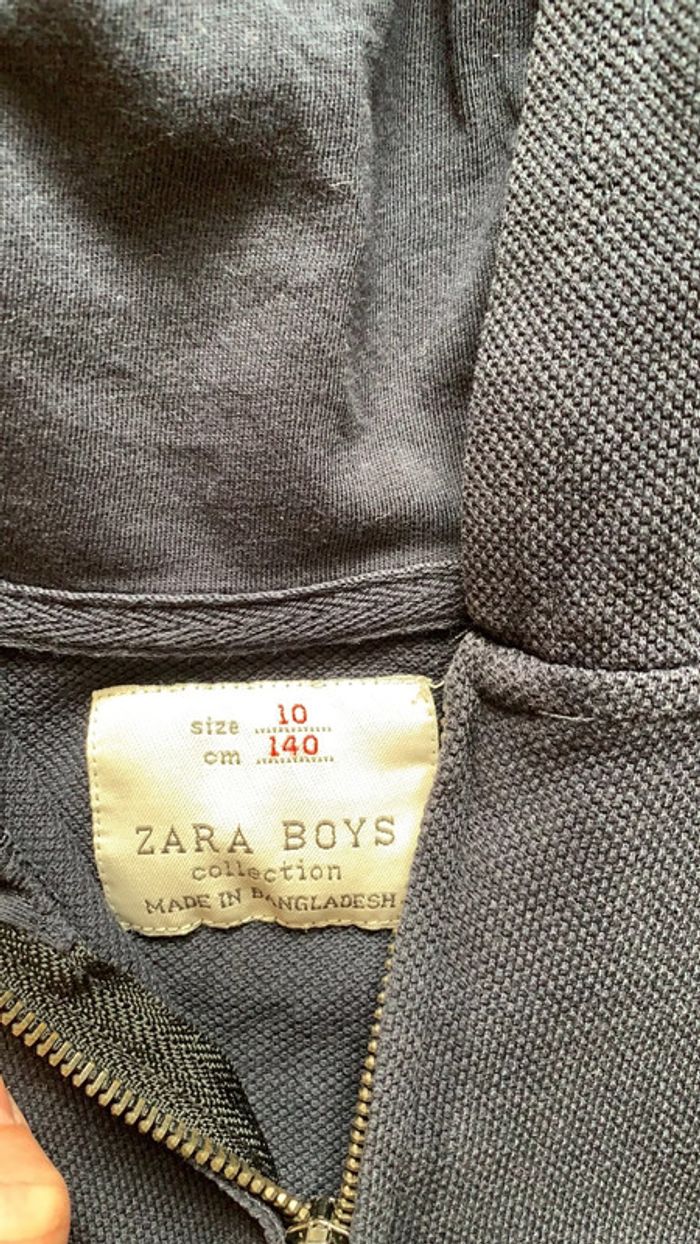 size 10
cm 140
ZARA BOYS
collection
MADE IN BANGLADESH